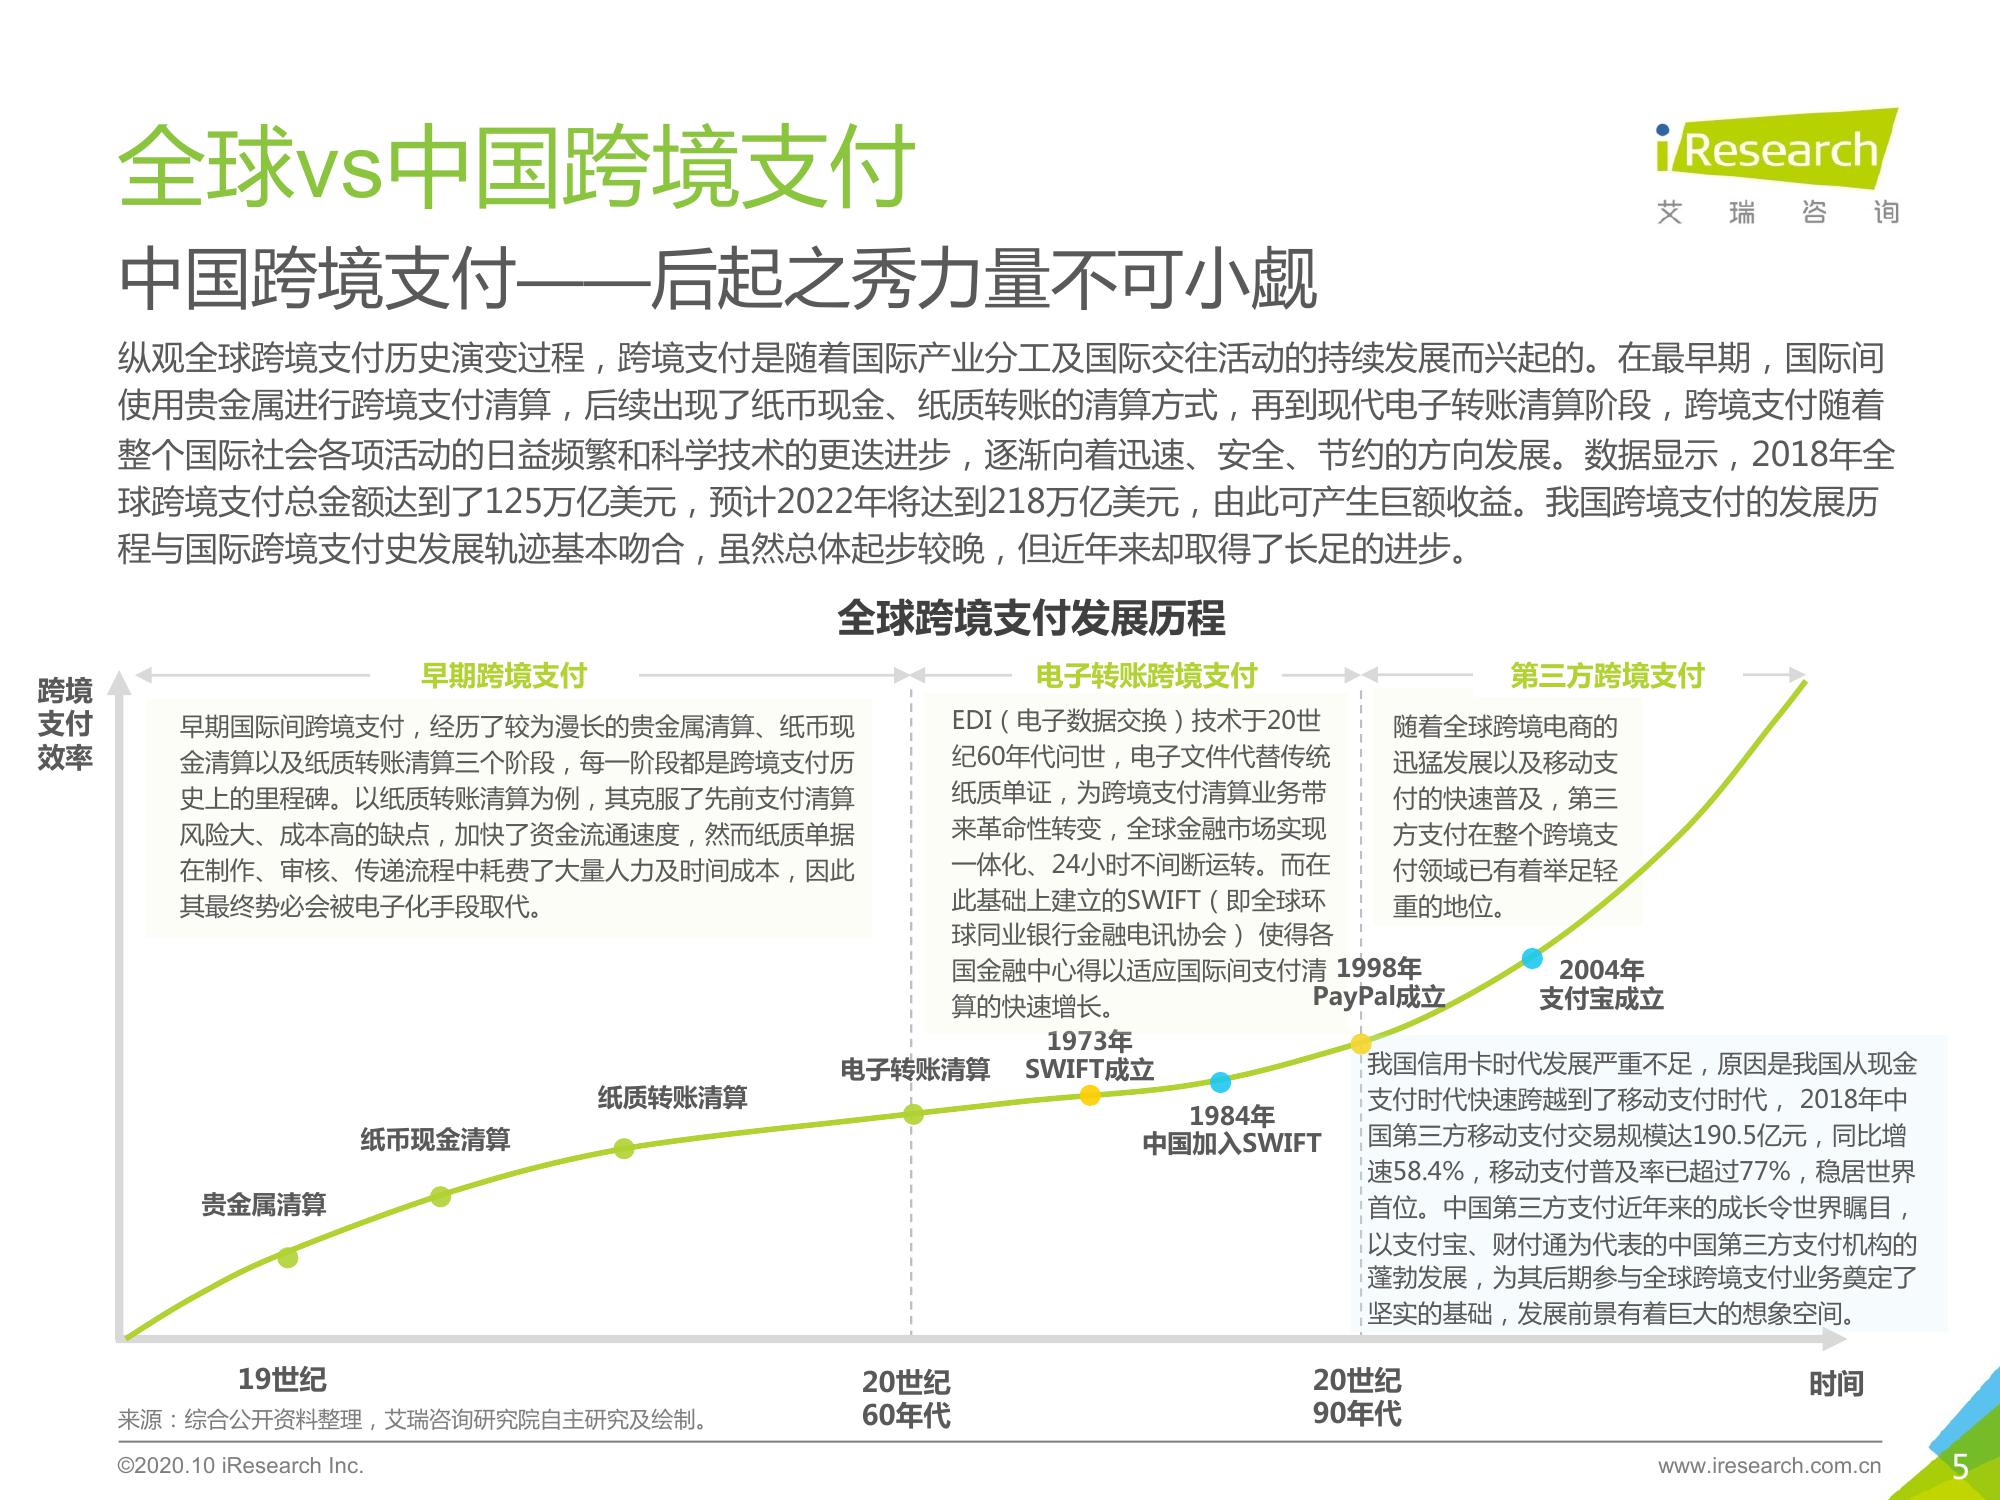 全球vs中国跨境支付
iResearch
艾瑞咨询
中国跨境支付——后起之秀力量不可小觑
纵观全球跨境支付历史演变过程，跨境支付是随着国际产业分工及国际交往活动的持续发展而兴起的。在最早期，国际间
使用贵金属进行跨境支付清算，后续出现了纸币现金、纸质转账的清算方式，再到现代电子转账清算阶段，跨境支付随着
整个国际社会各项活动的日益频繁和科学技术的更迭进步，逐渐向着迅速、安全、节约的方向发展。数据显示，2018年全
球跨境支付总金额达到了125万亿美元，预计2022年将达到218万亿美元，由此可产生巨额收益。我国跨境支付的发展历
程与国际跨境支付史发展轨迹基本吻合，虽然总体起步较晚，但近年来却取得了长足的进步。
全球跨境支付发展历程
跨境
支付
效率
早期跨境支付
早期国际间跨境支付，经历了较为漫长的贵金属清算、纸币现
金清算以及纸质转账清算三个阶段，每一阶段都是跨境支付历
史上的里程碑。以纸质转账清算为例，其克服了先前支付清算
风险大、成本高的缺点，加快了资金流通速度，然而纸质单据
在制作、审核、传递流程中耗费了大量人力及时间成本，因此
其最终势必会被电子化手段取代。
电子转账跨境支付
EDI（电子数据交换）技术于20世
纪60年代问世，电子文件代替传统
纸质单证，为跨境支付清算业务带
来革命性转变，全球金融市场实现
一体化、24小时不间断运转。而在
此基础上建立的SWIFT（即全球环
球同业银行金融电讯协会）使得各
国金融中心得以适应国际间支付清
算的快速增长。
第三方跨境支付
随着全球跨境电商的
迅猛发展以及移动支
付的快速普及，第三
方支付在整个跨境支
付领域已有着举足轻
重的地位。
贵金属清算
纸币现金清算
纸质转账清算
电子转账清算
1973年
SWIFT成立
1984年
中国加入SWIFT
1998年
PayPal成立
2004年
支付宝成立
我国信用卡时代发展严重不足，原因是我国从现金
支付时代快速跨越到了移动支付时代， 2018年中
国第三方移动支付交易规模达190.5亿元，同比增
速58.4%，移动支付普及率已超过77%，稳居世界
首位。中国第三方支付近年来的成长令世界瞩目，
以支付宝、财付通为代表的中国第三方支付机构的
蓬勃发展，为其后期参与全球跨境支付业务奠定了
坚实的基础，发展前景有着巨大的想象空间。
19世纪
20世纪
60年代
20世纪
90年代
时间
来源：综合公开资料整理，艾瑞咨询研究院自主研究及绘制。
©2020.10 iResearch Inc.
www.iresearch.com.cn
5